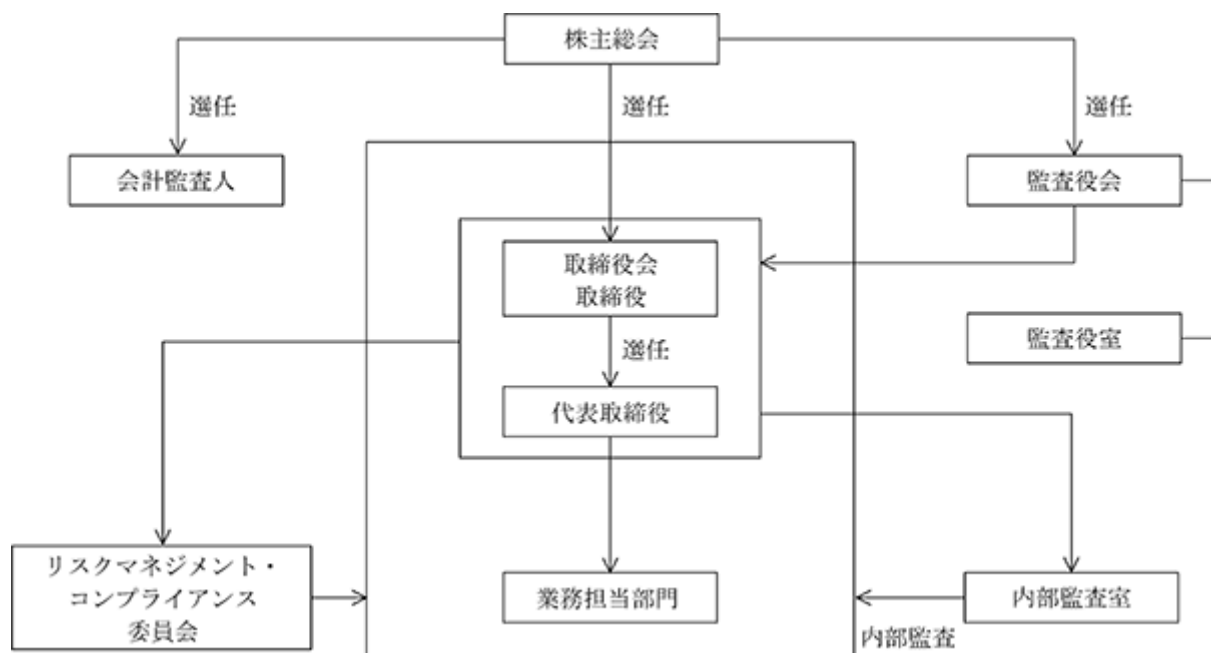 株主総会
選任
選任
選任
会計監査人
監査役会
取締役会
取締役
監査役室
選任
代表取締役
リスクマネジメント・
コンプライアンス
委員会
業務担当部門
内部監査室
内部監査